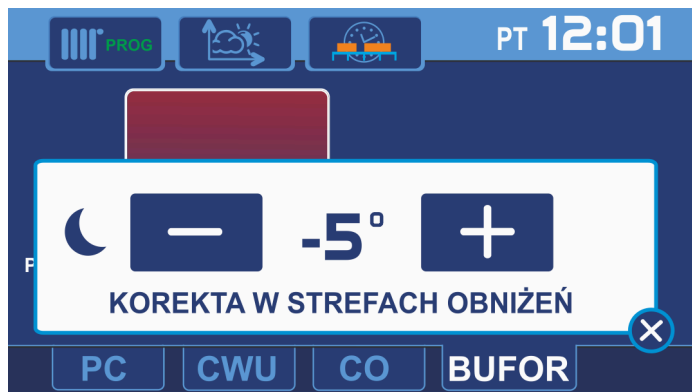 PROG
PT 12:01
-5°
P
KOREKTA W STREFACH OBNIŻEŃ
PC
CWU
CO
BUFOR